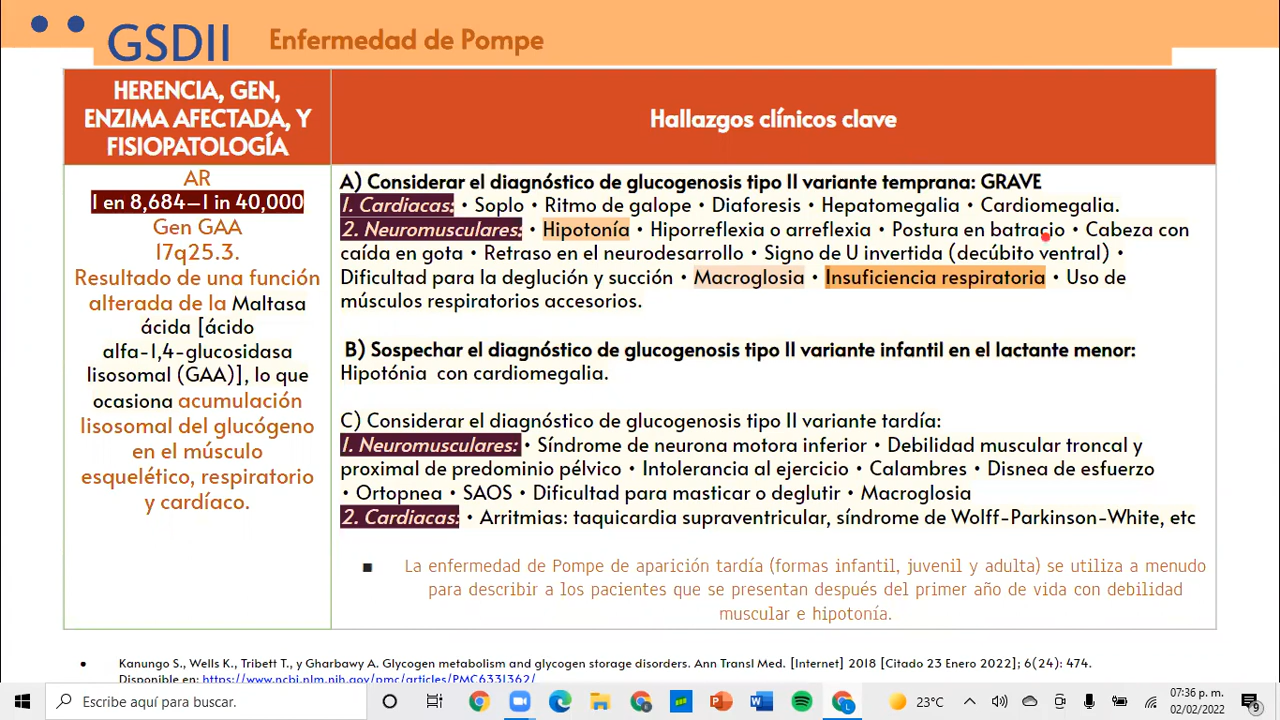 GSDII
Enfermedad de Pompe
HERENCIA, GEN,
ENZIMA AFECTADA, Y
FISIOPATOLOGÍA
Hallazgos clínicos clave
AR
1 en 8,684–1 in 40,000
Gen GAA
17q25.3.
Resultado de una función
alterada de la Maltasa
ácida [ácido
alfa-1,4-glucosidasa
lisosomal (GAA)], lo que
ocasiona acumulación
lisosomal del glucógeno
en el músculo
esquelético, respiratorio
y cardíaco.
A) Considerar el diagnóstico de glucogenosis tipo II variante temprana: GRAVE
1. Cardiacas: • Soplo • Ritmo de galope • Diaforesis • Hepatomegalia • Cardiomegalia.
2. Neuromusculares: • Hipotonía • Hiporreflexia o arreflexia • Postura en batracio • Cabeza con
caída en gota • Retraso en el neurodesarrollo • Signo de U invertida (decúbito ventral) •
Dificultad para la deglución y succión • Macroglosia • Insuficiencia respiratoria • Uso de
músculos respiratorios accesorios.
B) Sospechar el diagnóstico de glucogenosis tipo II variante infantil en el lactante menor:
Hipotónia con cardiomegalia.
C) Considerar el diagnóstico de glucogenosis tipo II variante tardía:
1. Neuromusculares: • Síndrome de neurona motora inferior • Debilidad muscular troncal y
proximal de predominio pélvico • Intolerancia al ejercicio • Calambres • Disnea de esfuerzo
• Ortopnea • SAOS • Dificultad para masticar o deglutir • Macroglosia
2. Cardiacas: • Arritmias: taquicardia supraventricular, síndrome de Wolff-Parkinson-White, etc
■ La enfermedad de Pompe de aparición tardía (formas infantil, juvenil y adulta) se utiliza a menudo
para describir a los pacientes que se presentan después del primer año de vida con debilidad
muscular e hipotonía.
• Kanungo S., Wells K., Tribett T., y Gharbawy A. Glycogen metabolism and glycogen storage disorders. Ann Transl Med. [Internet] 2018 [Citado 23 Enero 2022]; 6(24): 474.
Disponible en: https://www.ncbi.nlm.nih.gov/pmc/articles/PMC6331362/
Escribe aquí para buscar.
23°C
07:36 p. m.
02/02/2022